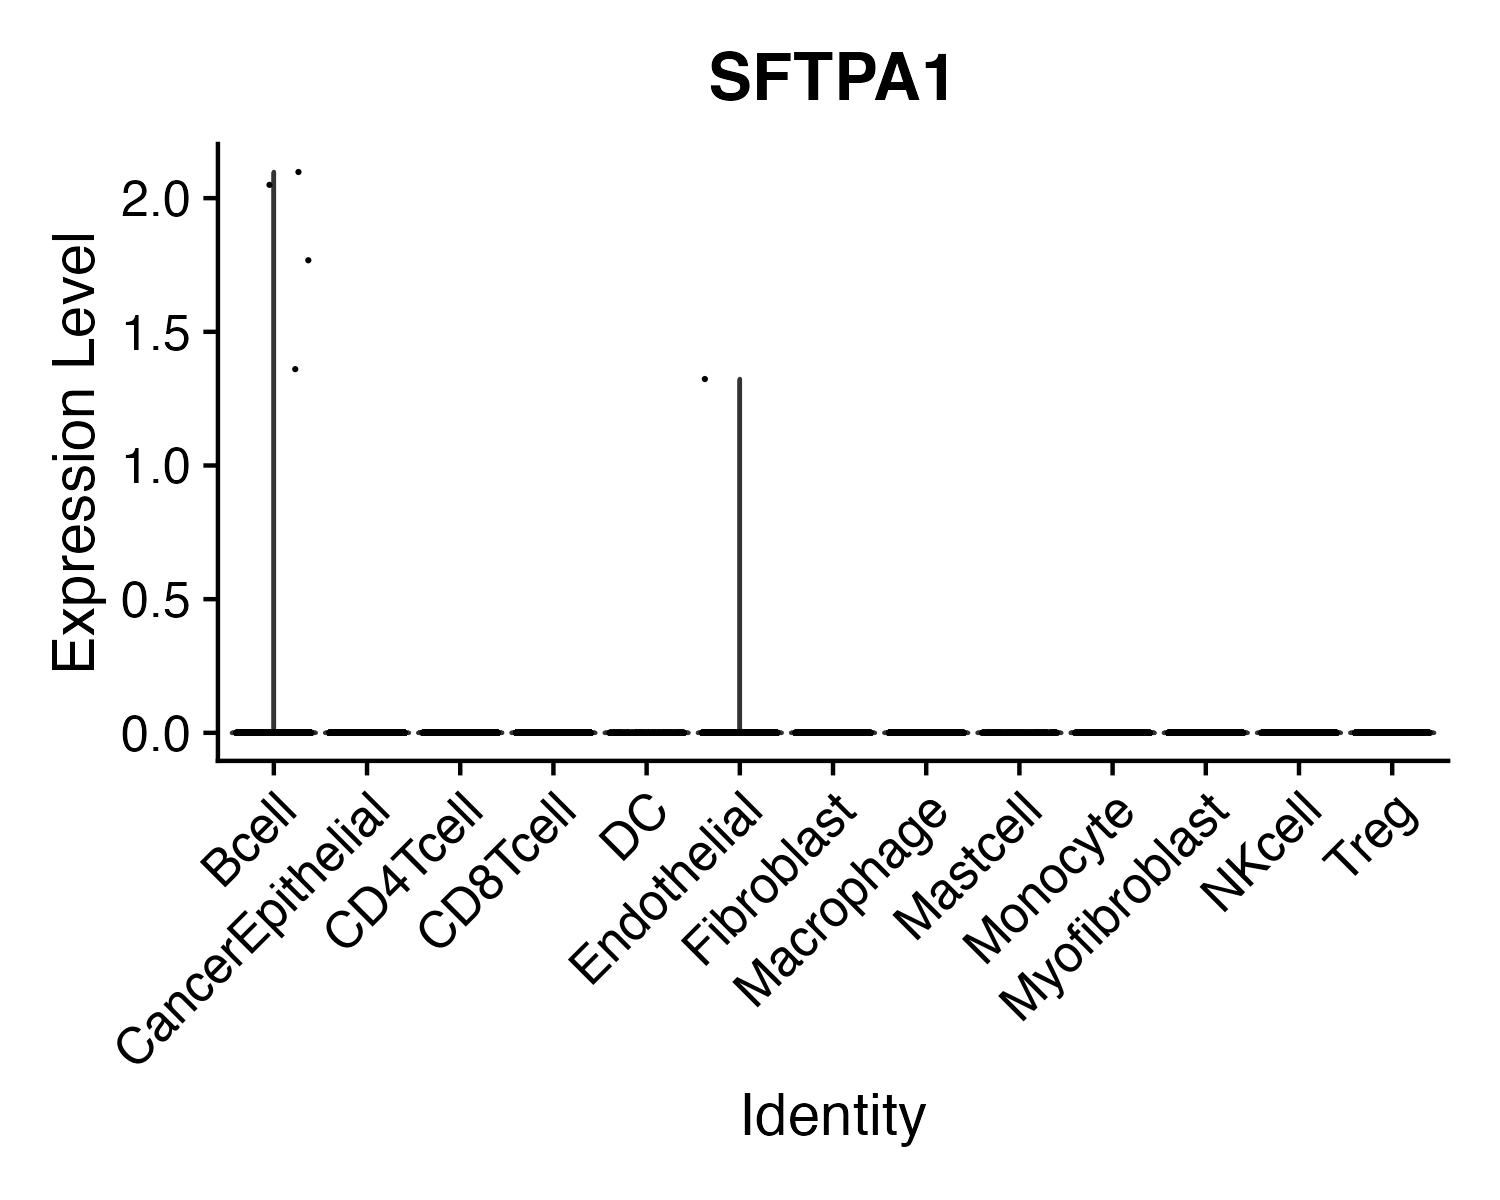 SFTPA1
Expression Level
2.0
1.5
1.0
0.5
0.0
Bcell
CancerEpithelial
CD4Tcell
CD8Tcell
DC
Endothelial
Fibroblast
Macrophage
Mastcell
Monocyte
Myofibroblast
NKcell
Treg
Identity